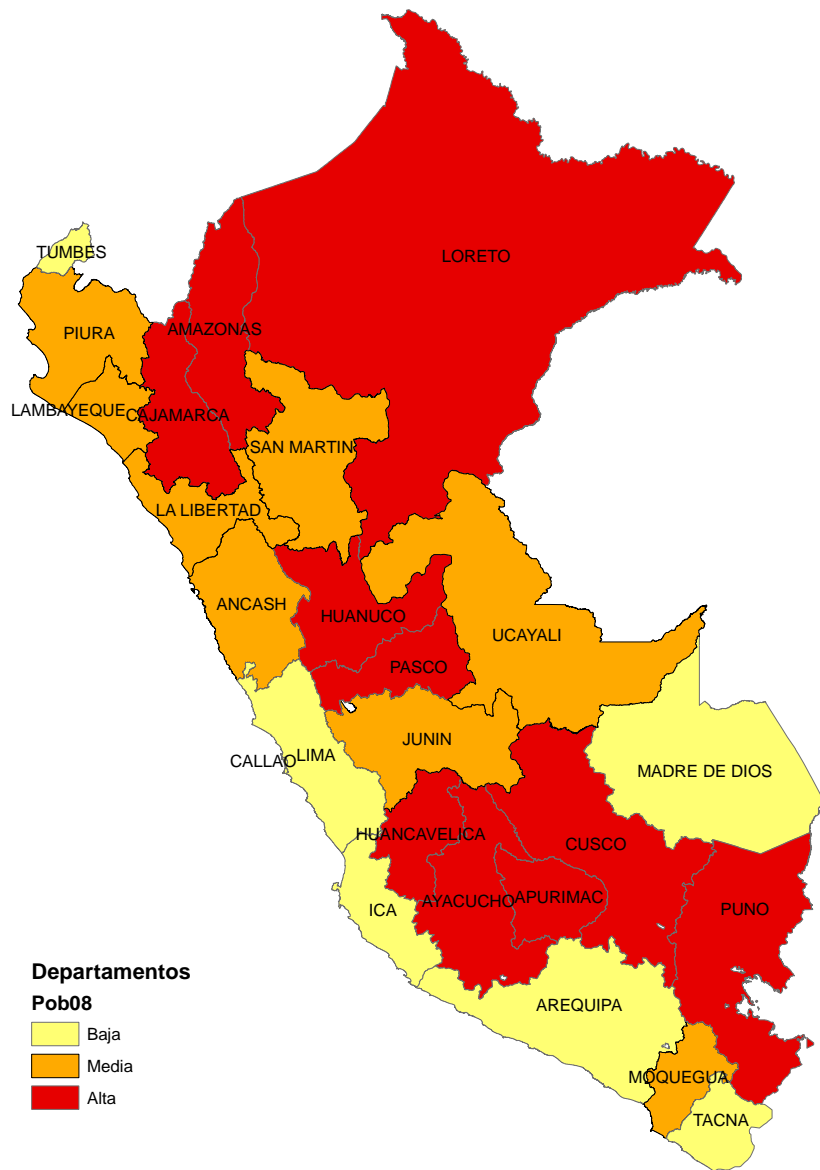 TUMBES
LORETO
PIURA
AMAZONAS
LAMBAYEQUE
CAJAMARCA
SAN MARTIN
LA LIBERTAD
ANCASH
HUANUCO
UCAYALI
PASCO
JUNIN
LIMA
CALLAO
MADRE DE DIOS
HUANCAVELICA
CUSCO
AYACUCHO
APURIMAC
ICA
PUNO
AREQUIPA
MOQUEGUA
TACNA
Departamentos
Pob08
Baja
Media
Alta